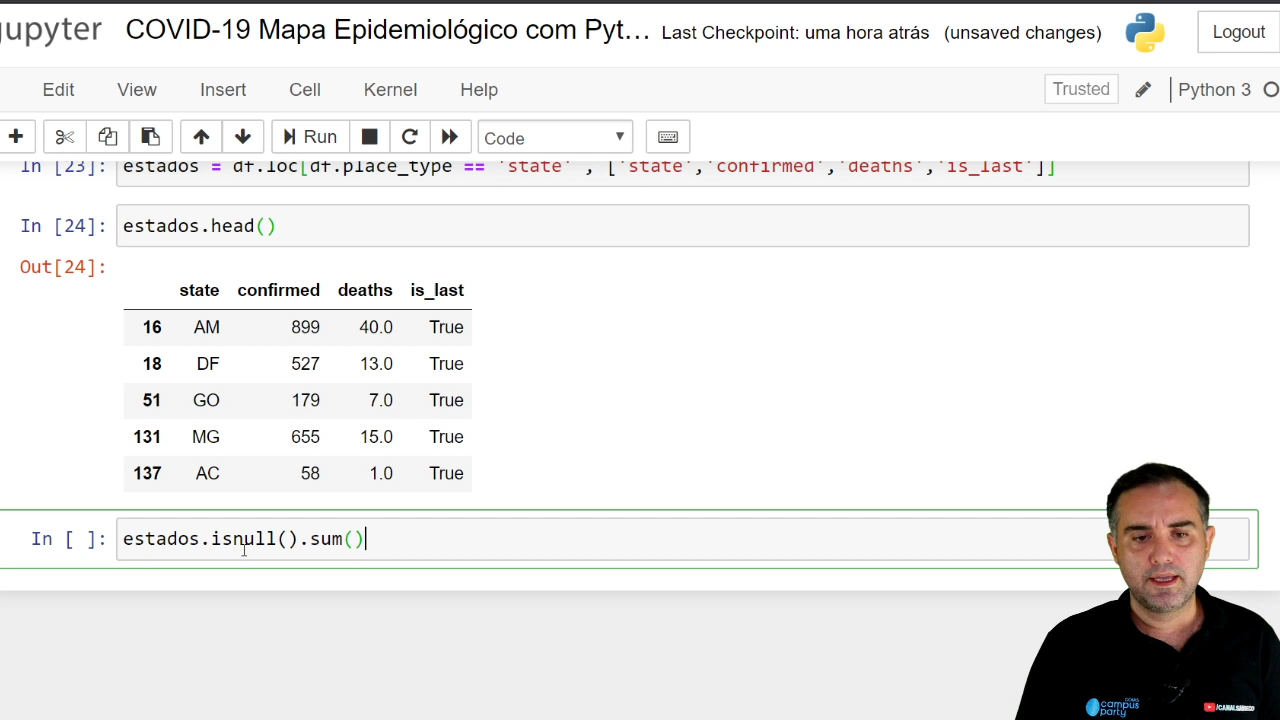 jupyter COVID-19 Mapa Epidemiológico com Pyt... Last Checkpoint: uma hora atrás (unsaved changes) Logout
Edit View Insert Cell Kernel Help Trusted Python 3
Run Code
In [23]: estados = df.loc[df.place_type == 'state' , ['state','confirmed','deaths','is_last']]
In [24]: estados.head()
Out[24]:
state confirmed deaths is_last
16 AM 899 40.0 True
18 DF 527 13.0 True
51 GO 179 7.0 True
131 MG 655 15.0 True
137 AC 58 1.0 True
In [ ]: estados.isnull().sum()
campus
party